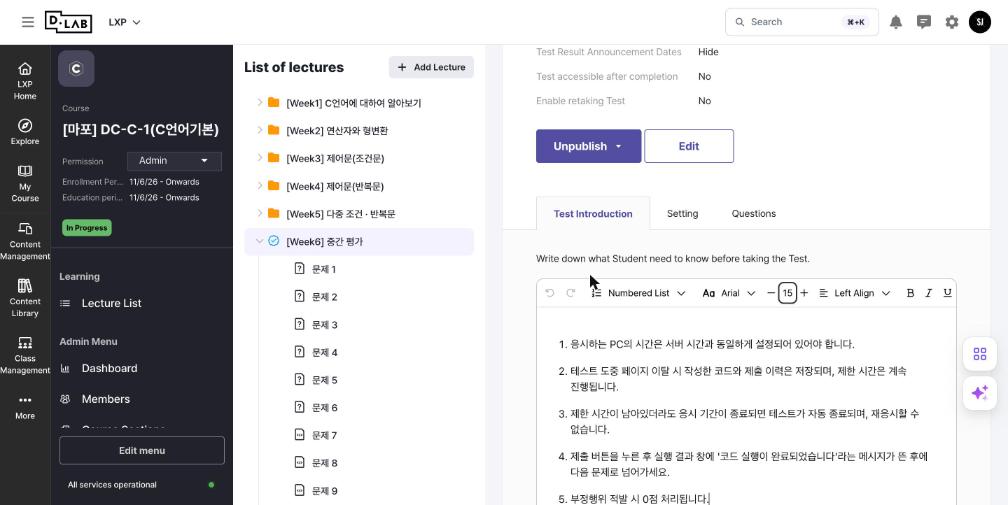 D.LAB
LXP
Search
⌘+K
SJ
LXP
Home
Explore
My
Course
Content
Management
Content
Library
Class
Management
More
C
Course
[마포] DC-C-1(C언어기본)
Permission
Admin
Enrollment Per... 11/6/26 - Onwards
Education peri... 11/6/26 - Onwards
In Progress
Learning
Lecture List
Admin Menu
Dashboard
Members
Edit menu
All services operational
List of lectures
+ Add Lecture
[Week1] C언어에 대하여 알아보기
[Week2] 연산자와 형변환
[Week3] 제어문(조건문)
[Week4] 제어문(반복문)
[Week5] 다중 조건 · 반복문
[Week6] 중간 평가
문제 1
문제 2
문제 3
문제 4
문제 5
문제 6
문제 7
문제 8
문제 9
Test Result Announcement Dates Hide
Test accessible after completion No
Enable retaking Test No
Unpublish
Edit
Test Introduction
Setting
Questions
Write down what Student need to know before taking the Test.
Numbered List Aa Arial 15 Left Align B I U
1. 응시하는 PC의 시간은 서버 시간과 동일하게 설정되어 있어야 합니다.
2. 테스트 도중 페이지 이탈 시 작성한 코드와 제출 이력은 저장되며, 제한 시간은 계속
진행됩니다.
3. 제한 시간이 남아있더라도 응시 기간이 종료되면 테스트가 자동 종료되며, 재응시할 수
없습니다.
4. 제출 버튼을 누른 후 실행 결과 창에 '코드 실행이 완료되었습니다'라는 메시지가 뜬 후에
다음 문제로 넘어가세요.
5. 부정행위 적발 시 0점 처리됩니다.